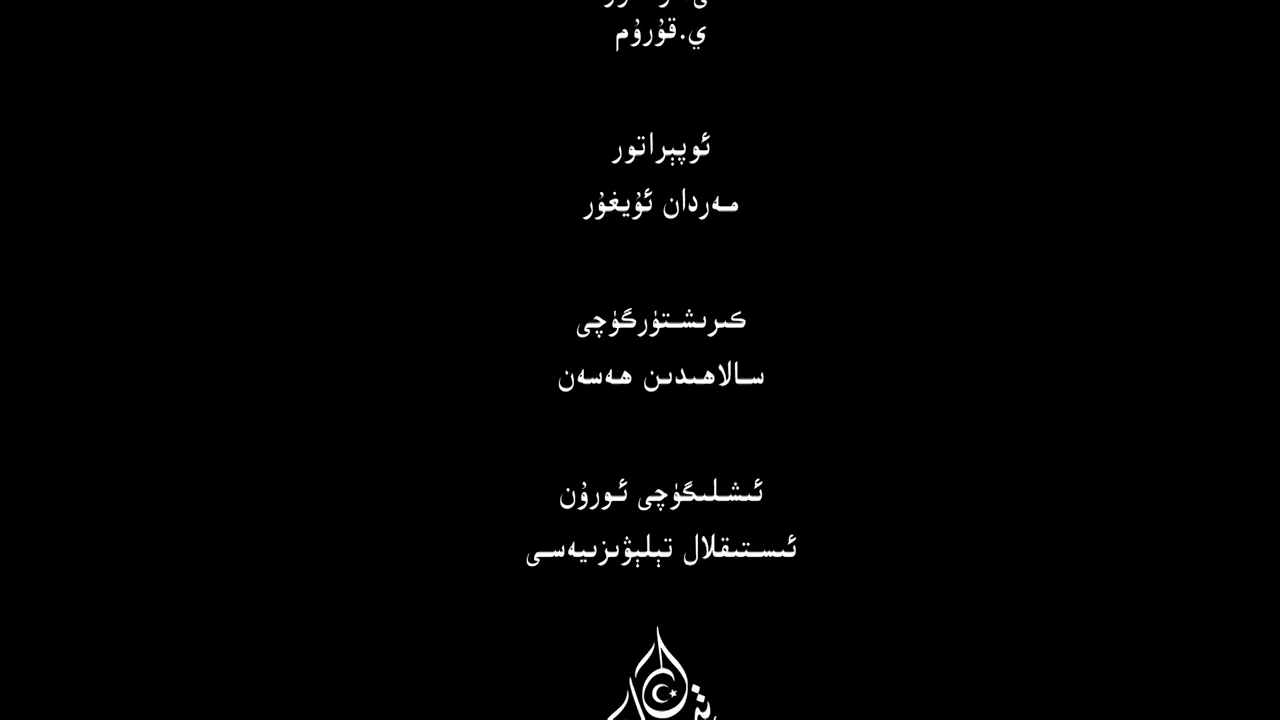 ي.قۇرۇم
ئوپېراتور
مەردان ئۇيغۇر
كىرىشتۈرگۈچى
سالاھىدىن ھەسەن
ئىشلىگۈچى ئورۇن
ئىستىقلال تېلېۋىزىيەسى